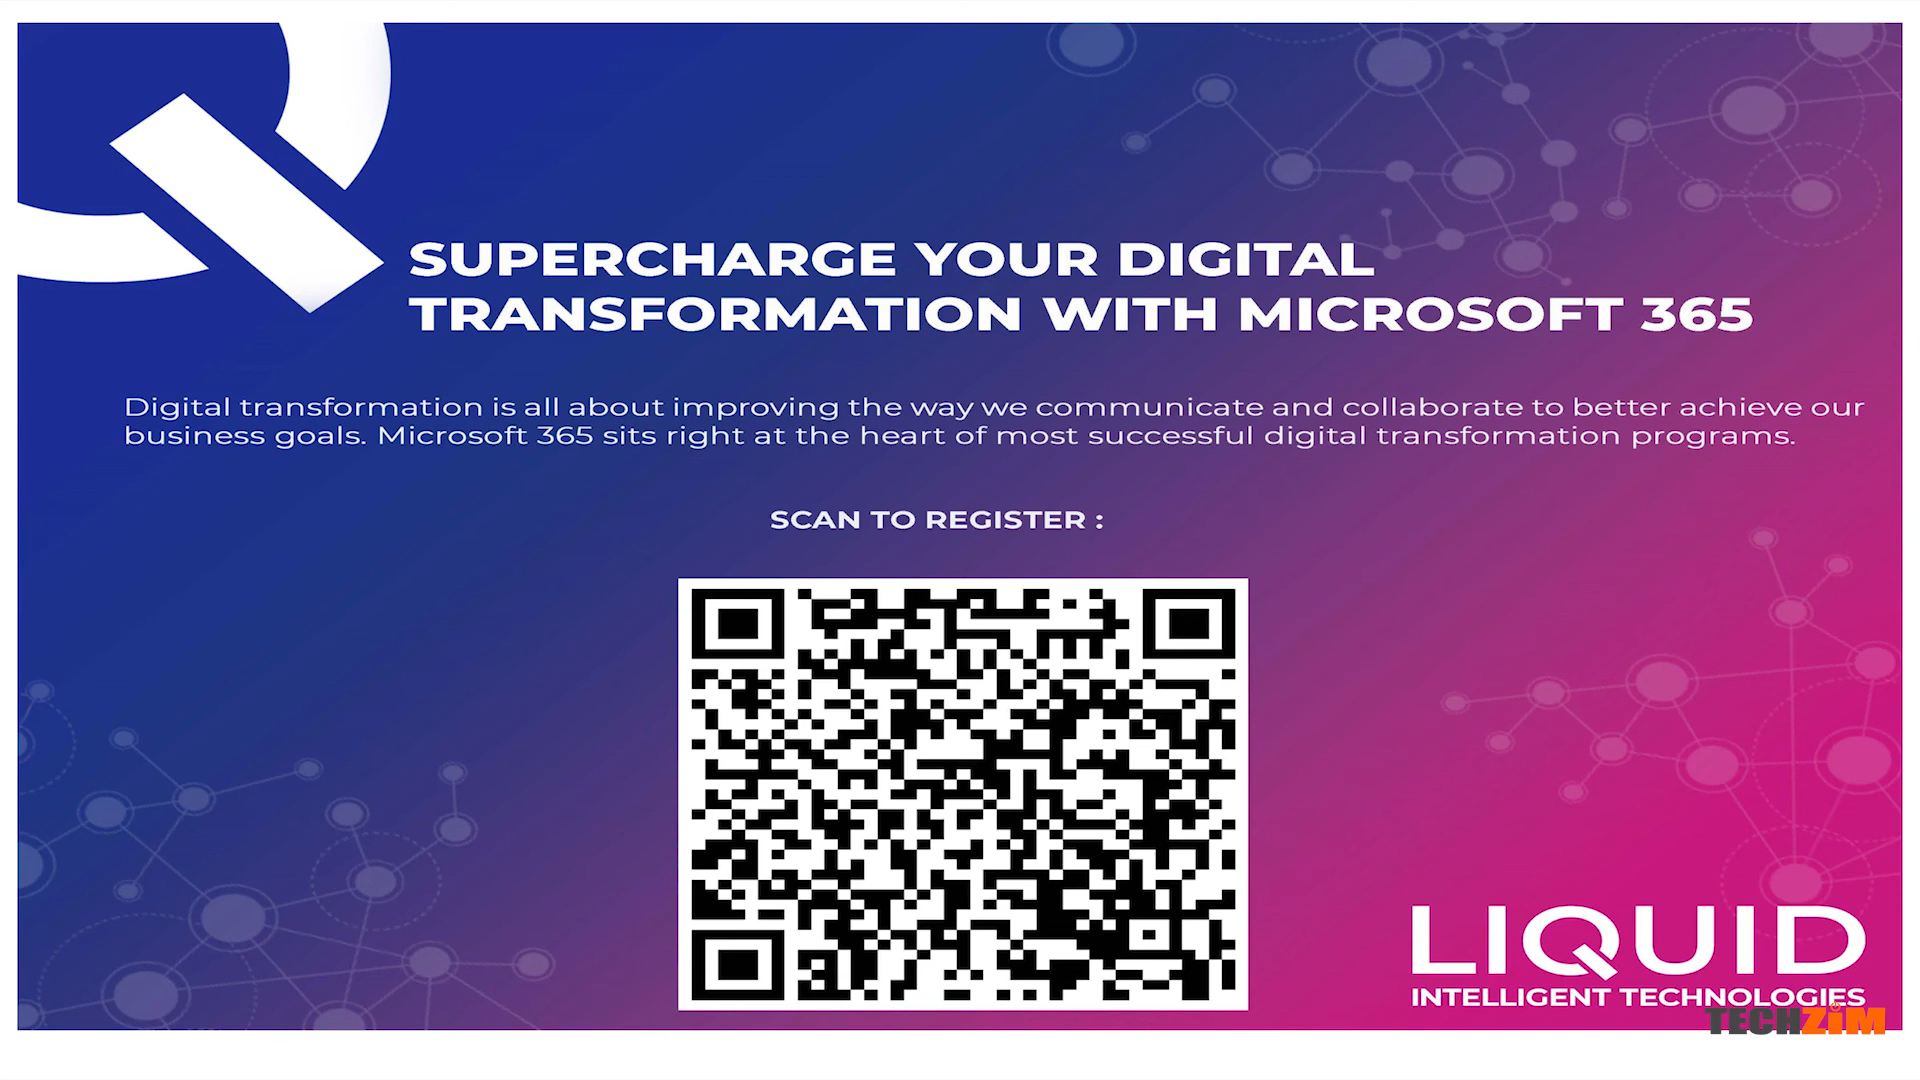 SUPERCHARGE YOUR DIGITAL
TRANSFORMATION WITH MICROSOFT 365
Digital transformation is all about improving the way we communicate and collaborate to better achieve our
business goals. Microsoft 365 sits right at the heart of most successful digital transformation programs.
SCAN TO REGISTER :
LIQUID
INTELLIGENT TECHNOLOGIES
TECHZIM